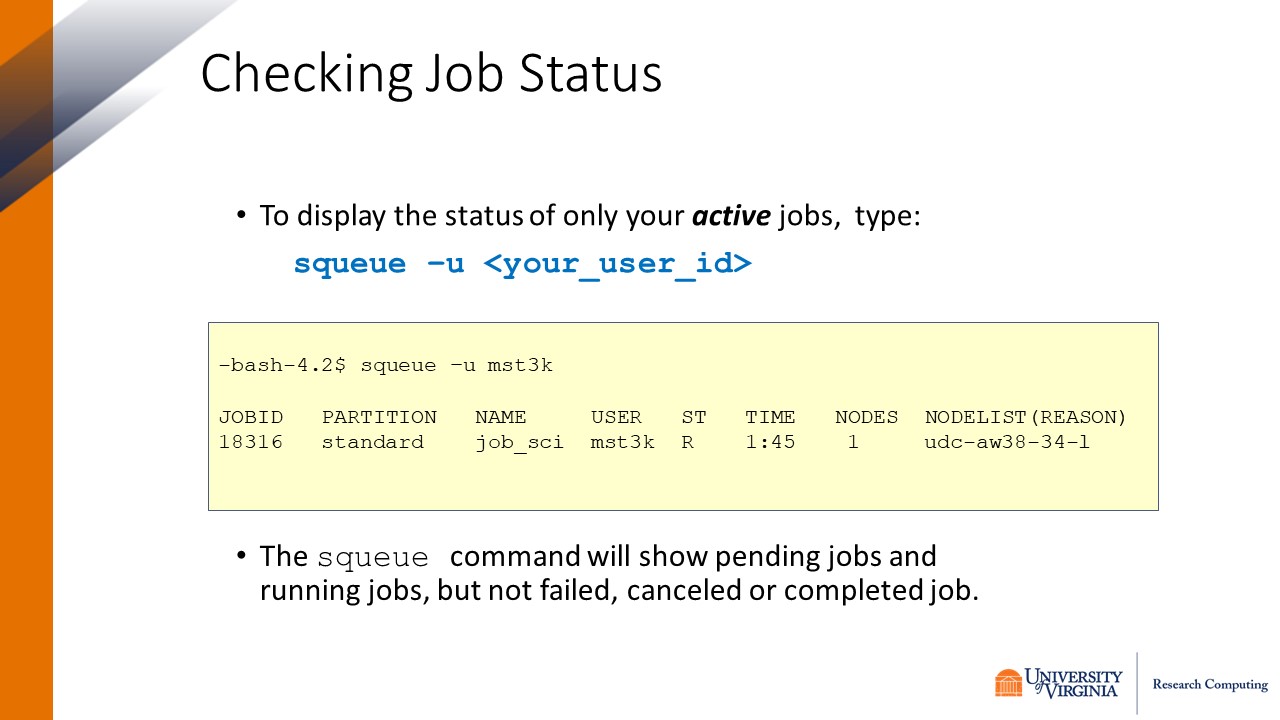 Checking Job Status
• To display the status of only your active jobs,  type:
squeue –u <your_user_id>
-bash-4.2$ squeue –u mst3k
JOBID   PARTITION   NAME     USER   ST   TIME   NODES  NODELIST(REASON)
18316   standard    job_sci  mst3k  R    1:45    1     udc-aw38-34-l
• The squeue command will show pending jobs and
running jobs, but not failed, canceled or completed job.
UNIVERSITY of VIRGINIA
Research Computing